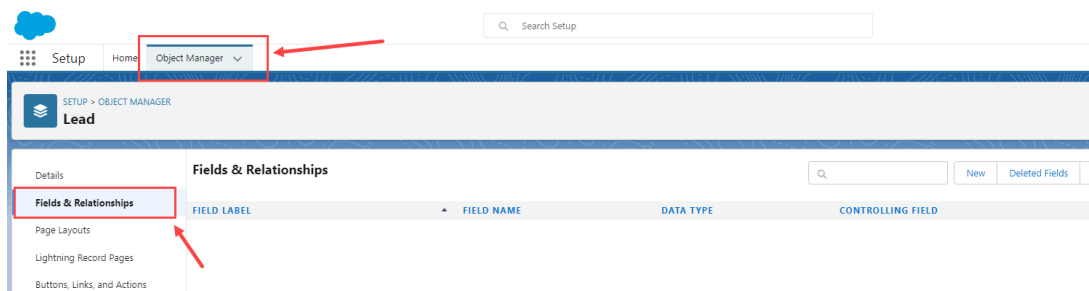 Search Setup
Setup Home Object Manager
SETUP > OBJECT MANAGER
Lead
Details
Fields & Relationships
Page Layouts
Lightning Record Pages
Buttons, Links, and Actions
Fields & Relationships
New Deleted Fields
FIELD LABEL FIELD NAME DATA TYPE CONTROLLING FIELD